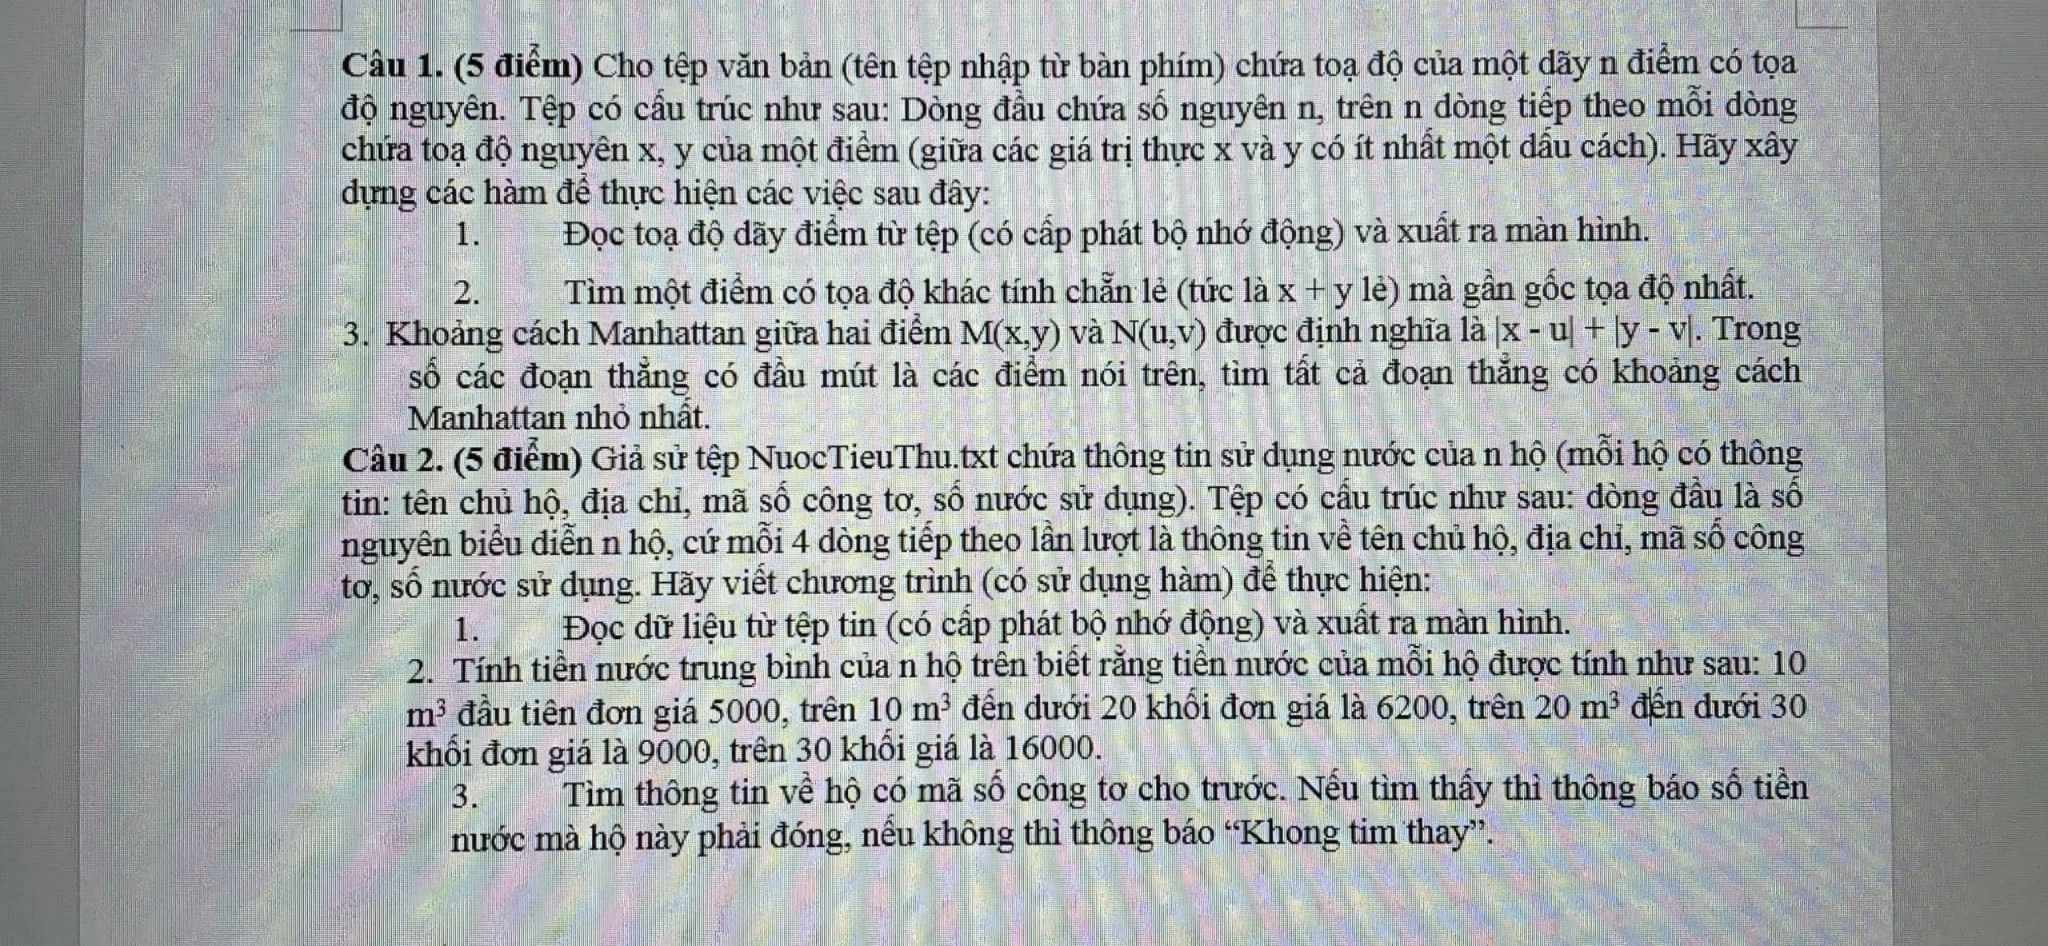 Câu 1. (5 điểm) Cho tệp văn bản (tên tệp nhập từ bàn phím) chứa toạ độ của một dãy n điểm có tọa
độ nguyên. Tệp có cấu trúc như sau: Dòng đầu chứa số nguyên n, trên n dòng tiếp theo mỗi dòng
chứa toạ độ nguyên x, y của một điểm (giữa các giá trị thực x và y có ít nhất một dấu cách). Hãy xây
dựng các hàm để thực hiện các việc sau đây:
1. Đọc toạ độ dãy điểm từ tệp (có cấp phát bộ nhớ động) và xuất ra màn hình.
2. Tìm một điểm có tọa độ khác tính chẵn lẻ (tức là x + y lẻ) mà gần gốc tọa độ nhất.
3. Khoảng cách Manhattan giữa hai điểm M(x,y) và N(u,v) được định nghĩa là |x - u| + |y - v|. Trong
số các đoạn thẳng có đầu mút là các điểm nói trên, tìm tất cả đoạn thẳng có khoảng cách
Manhattan nhỏ nhất.
Câu 2. (5 điểm) Giả sử tệp NuocTieuThu.txt chứa thông tin sử dụng nước của n hộ (mỗi hộ có thông
tin: tên chủ hộ, địa chỉ, mã số công tơ, số nước sử dụng). Tệp có cấu trúc như sau: dòng đầu là số
nguyên biểu diễn n hộ, cứ mỗi 4 dòng tiếp theo lần lượt là thông tin về tên chủ hộ, địa chỉ, mã số công
tơ, số nước sử dụng. Hãy viết chương trình (có sử dụng hàm) để thực hiện:
1. Đọc dữ liệu từ tệp tin (có cấp phát bộ nhớ động) và xuất ra màn hình.
2. Tính tiền nước trung bình của n hộ trên biết rằng tiền nước của mỗi hộ được tính như sau: 10
m³ đầu tiên đơn giá 5000, trên 10 m³ đến dưới 20 khối đơn giá là 6200, trên 20 m³ đến dưới 30
khối đơn giá là 9000, trên 30 khối giá là 16000.
3. Tìm thông tin về hộ có mã số công tơ cho trước. Nếu tìm thấy thì thông báo số tiền
nước mà hộ này phải đóng, nếu không thì thông báo “Khong tim thay”.